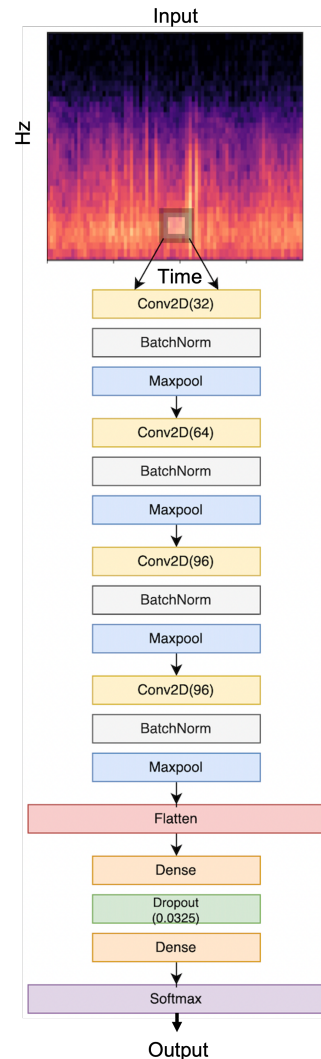 Input
Hz
Time
Conv2D(32)
BatchNorm
Maxpool
Conv2D(64)
BatchNorm
Maxpool
Conv2D(96)
BatchNorm
Maxpool
Conv2D(96)
BatchNorm
Maxpool
Flatten
Dense
Dropout
(0.0325)
Dense
Softmax
Output